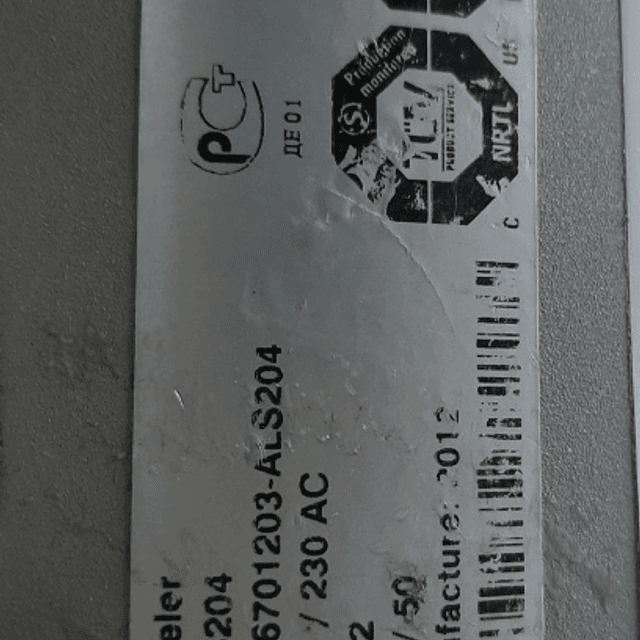 РСТ
ДЕ 01
Production
monitored
TÜV
PRODUCT SERVICE
NRTL
C US
eler
204
6701203-ALS204
/ 230 AC
2
/ 50
facture: 2012